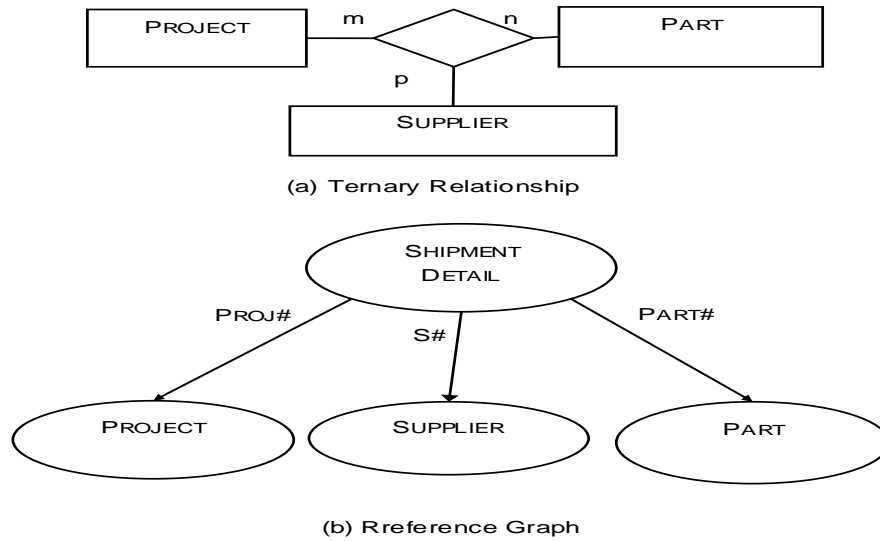 m
n
PROJECT
PART
p
SUPPLIER
(a) Ternary Relationship
SHIPMENT
DETAIL
PROJ#
S#
PART#
PROJECT
SUPPLIER
PART
(b) Rreference Graph